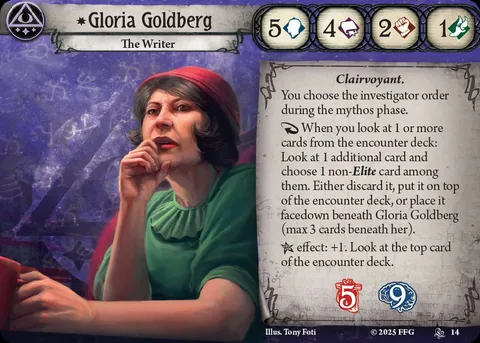 Gloria Goldberg
The Writer
5 4 2 1
Clairvoyant.
You choose the investigator order
during the mythos phase.
When you look at 1 or more
cards from the encounter deck:
Look at 1 additional card and
choose 1 non-Elite card among
them. Either discard it, put it on top
of the encounter deck, or place it
facedown beneath Gloria Goldberg
(max 3 cards beneath her).
effect: +1. Look at the top card
of the encounter deck.
5 9
Illus. Tony Foti © 2025 FFG 14